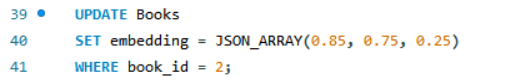 39 UPDATE Books
40 SET embedding = JSON_ARRAY(0.85, 0.75, 0.25)
41 WHERE book_id = 2;